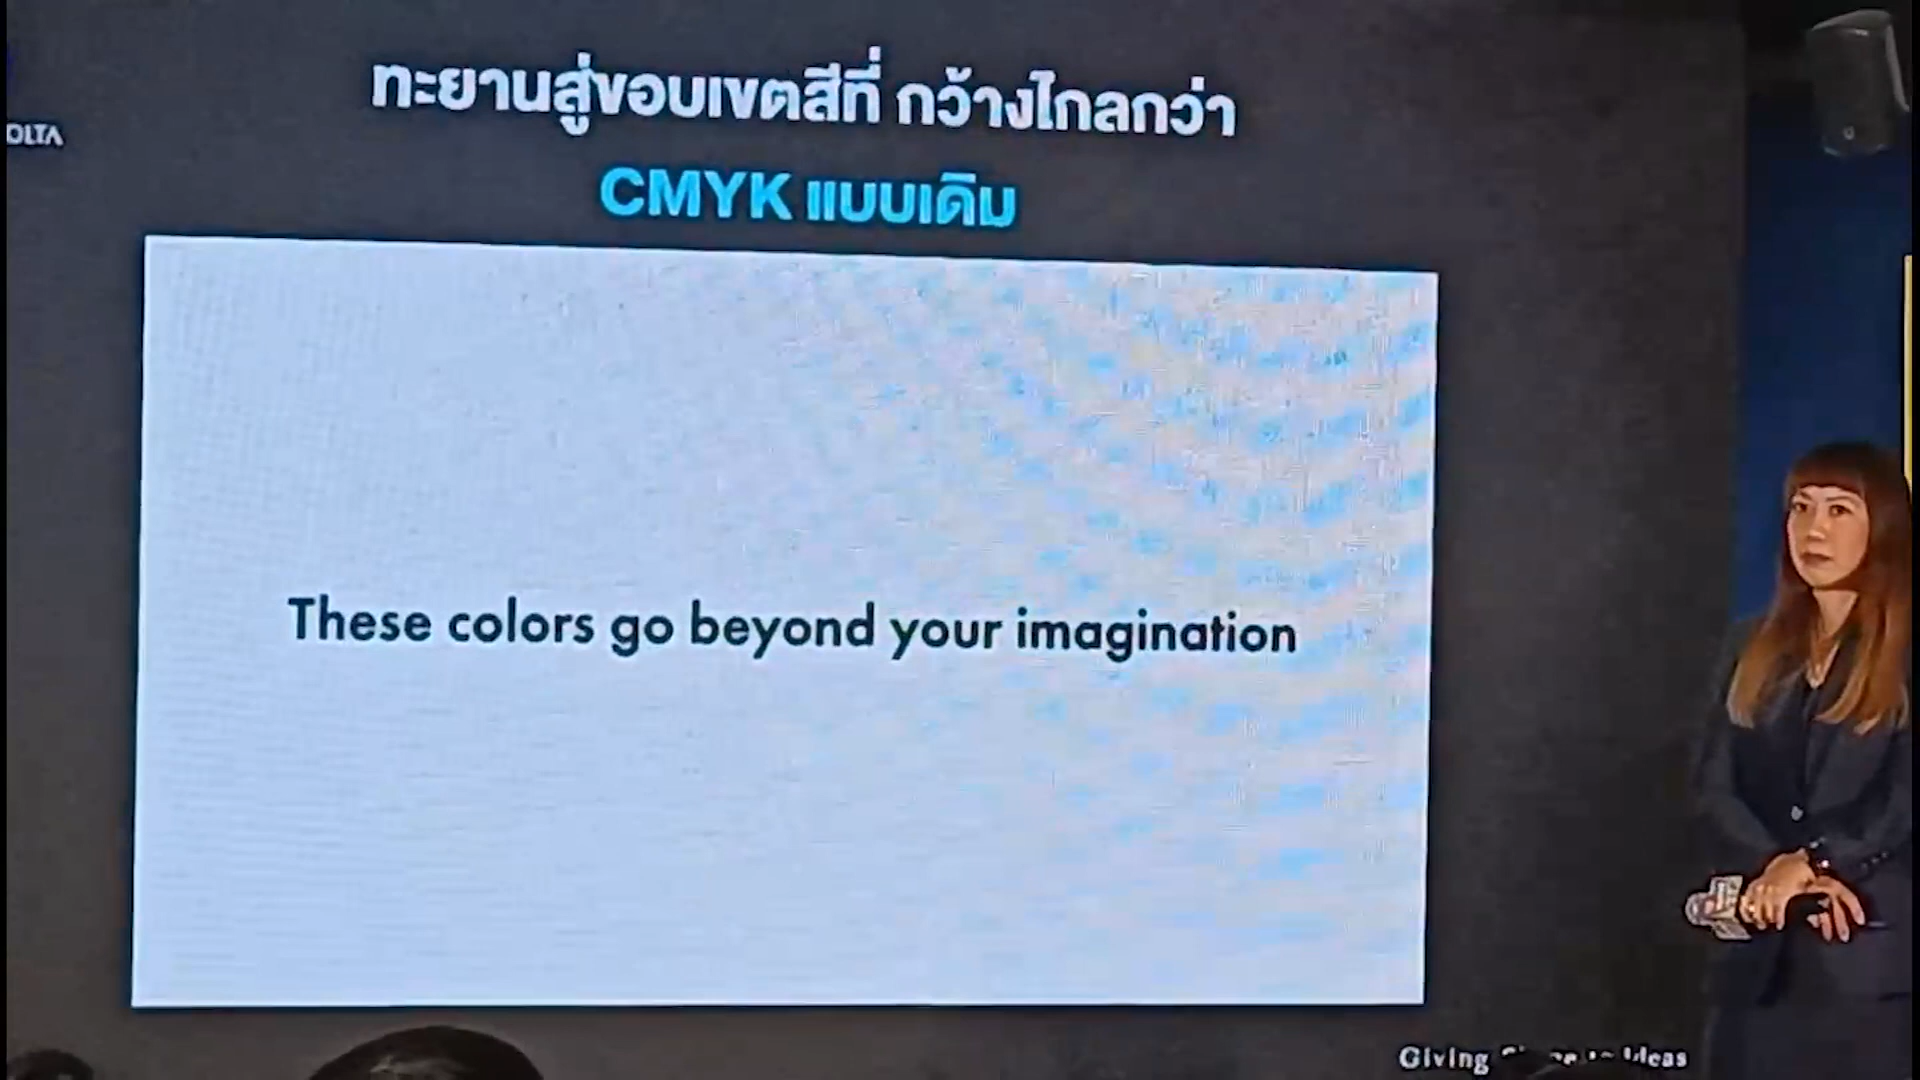 ทะยานสู่ขอบเขตสีที่ กว้างไกลกว่า
OLTA
CMYK แบบเดิม
These colors go beyond your imagination
Giving Ideas